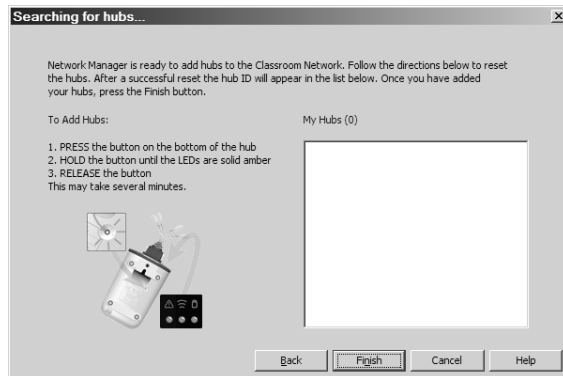 Searching for hubs...
Network Manager is ready to add hubs to the Classroom Network. Follow the directions below to reset
the hubs. After a successful reset the hub ID will appear in the list below. Once you have added
your hubs, press the Finish button.
To Add Hubs:
My Hubs (0)
1. PRESS the button on the bottom of the hub
2. HOLD the button until the LEDs are solid amber
3. RELEASE the button
This may take several minutes.
Back
Finish
Cancel
Help